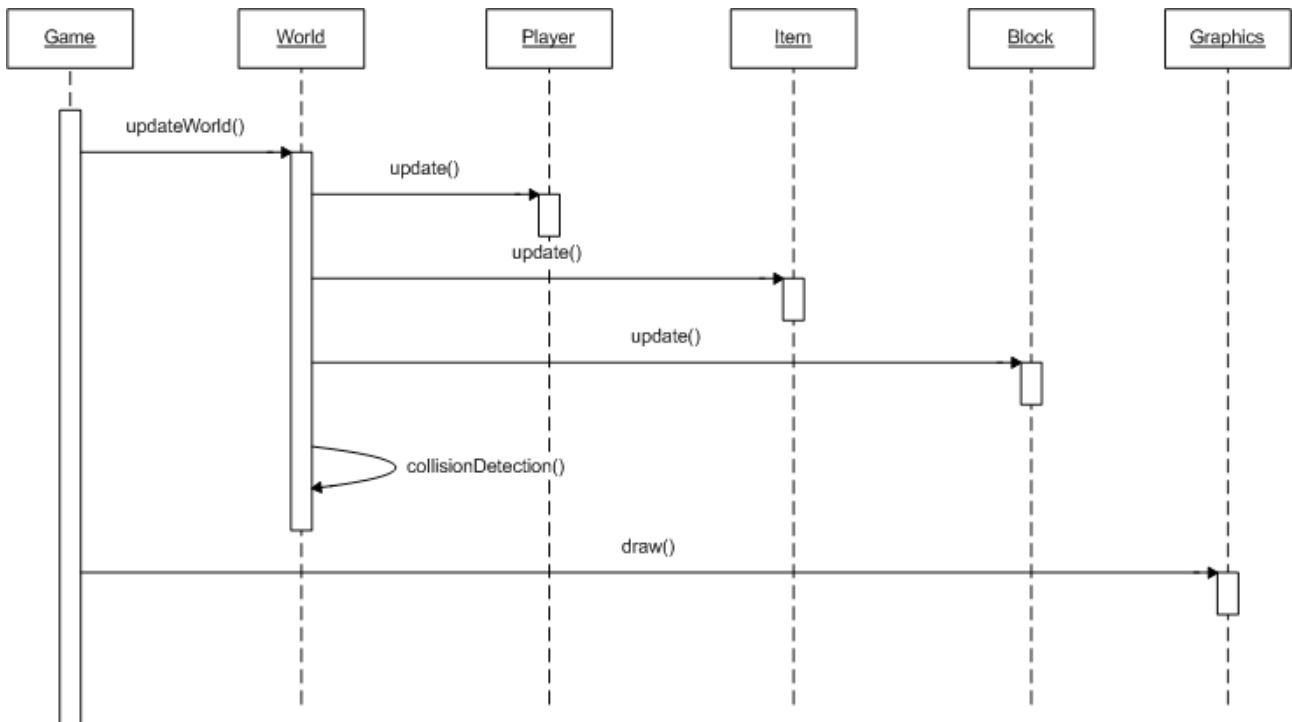 Game
World
Player
Item
Block
Graphics
updateWorld()
update()
update()
update()
collisionDetection()
draw()